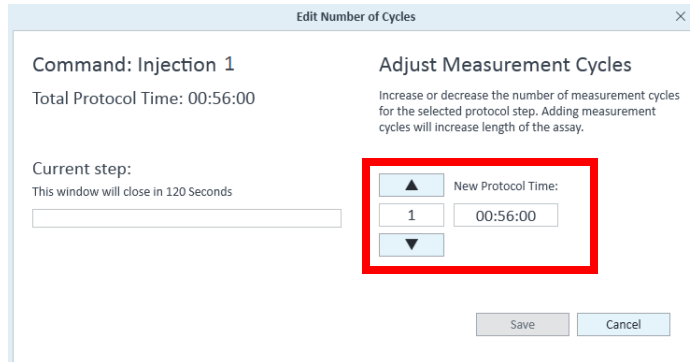 Edit Number of Cycles
Command: Injection 1
Total Protocol Time: 00:56:00
Current step:
This window will close in 120 Seconds
Adjust Measurement Cycles
Increase or decrease the number of measurement cycles
for the selected protocol step. Adding measurement
cycles will increase length of the assay.
New Protocol Time:
1
00:56:00
Save
Cancel